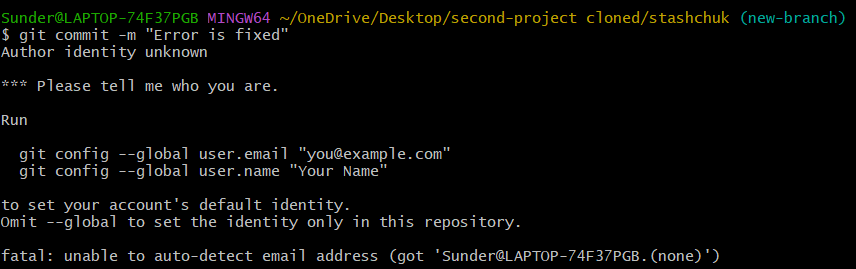 Sunder@LAPTOP-74F37PGB MINGW64 ~/OneDrive/Desktop/second-project cloned/stashchuk (new-branch)
$ git commit -m "Error is fixed"
Author identity unknown
*** Please tell me who you are.
Run
git config --global user.email "you@example.com"
git config --global user.name "Your Name"
to set your account's default identity.
Omit --global to set the identity only in this repository.
fatal: unable to auto-detect email address (got 'Sunder@LAPTOP-74F37PGB.(none)')